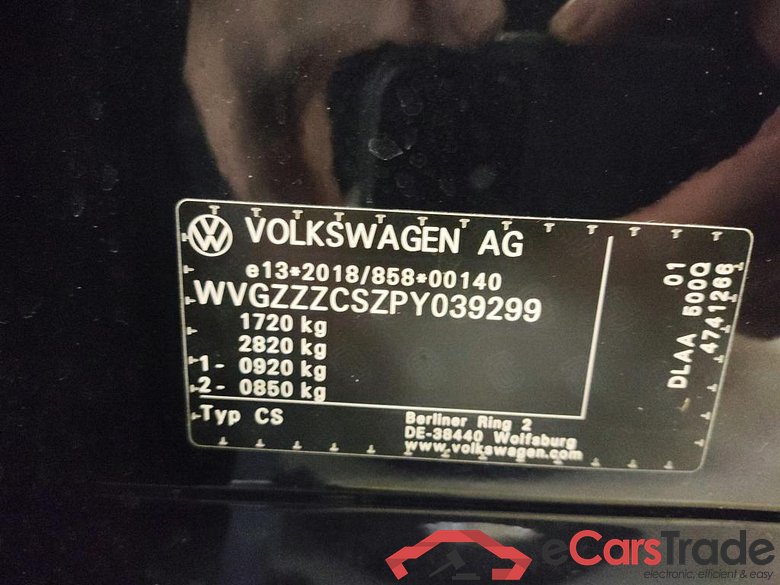 VOLKSWAGEN AG
e13*2018/858*00140
WVGZZZCSZPY039299
1720 kg
2820 kg
1- 0920 kg
2- 0850 kg
Typ CS
Berliner Ring 2
DE-38440 Wolfsburg
www.volkswagen.com
01
DLAA 500Q
4741266
eCarsTrade
electronic, efficient & easy